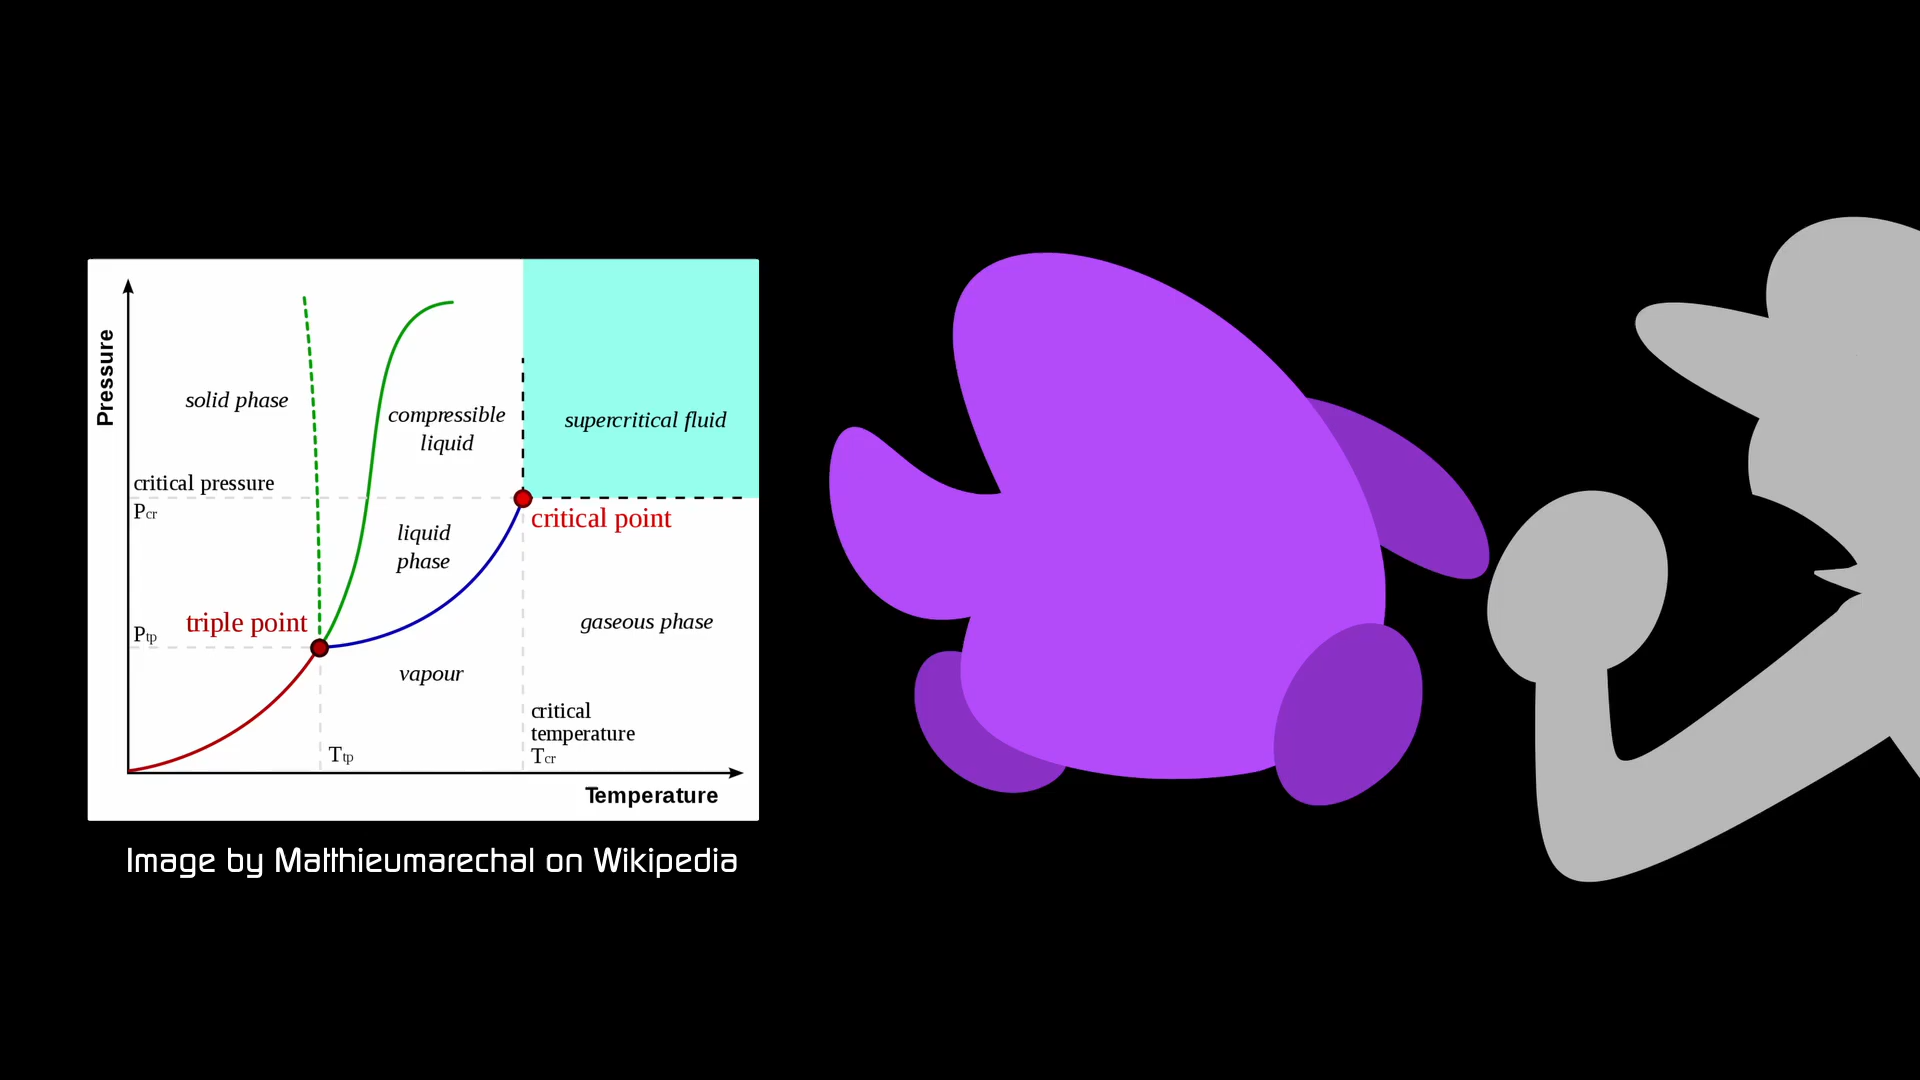 Pressure
solid phase
compressible
liquid
supercritical fluid
critical pressure
Pcr
critical point
liquid
phase
triple point
Ptp
gaseous phase
vapour
critical
temperature
Tcr
Ttp
Temperature
Image by Matthieumarechal on Wikipedia